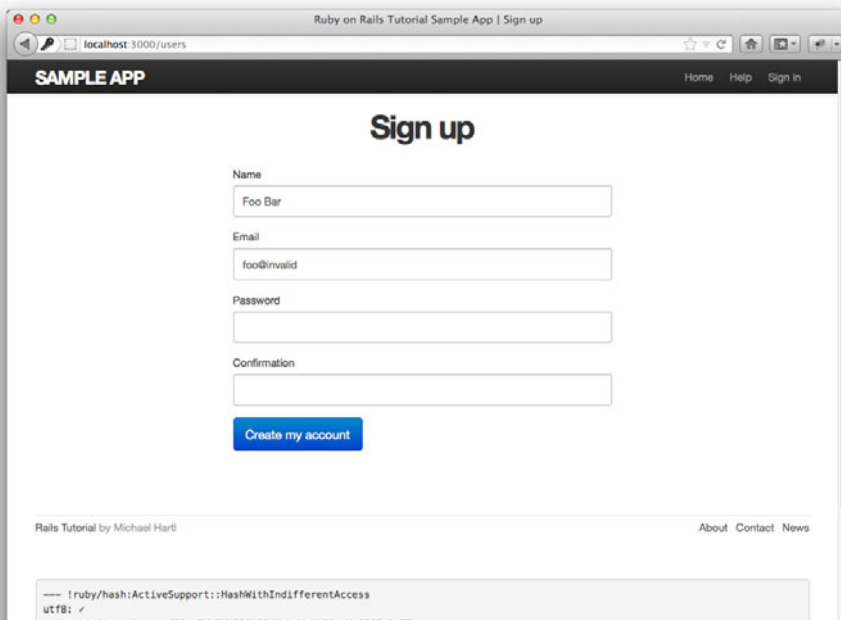 Ruby on Rails Tutorial Sample App | Sign up
localhost:3000/users
SAMPLE APP
Home Help Sign in
Sign up
Name
Foo Bar
Email
foo@invalid
Password
Confirmation
Create my account
Rails Tutorial by Michael Hartl
About Contact News
--- !ruby/hash:ActiveSupport::HashWithIndifferentAccess
utf8: ✓